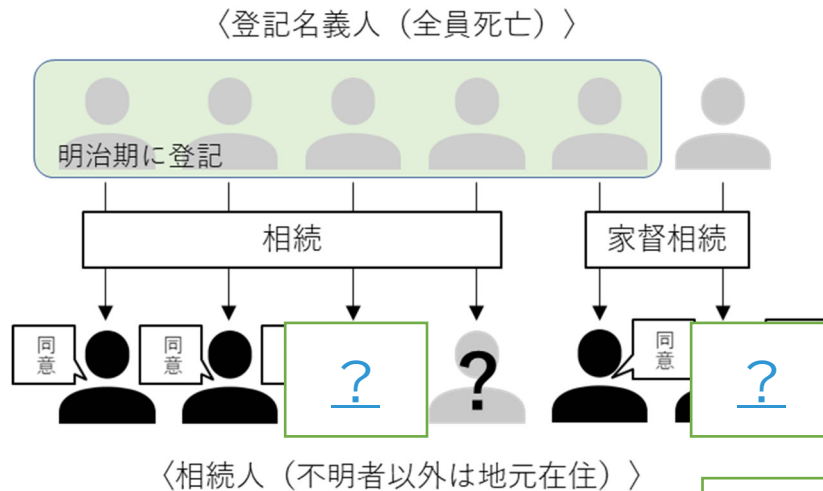 〈登記名義人（全員死亡）〉
明治期に登記
相続
家督相続
同意
同意
?
?
同意
?
〈相続人（不明者以外は地元在住）〉